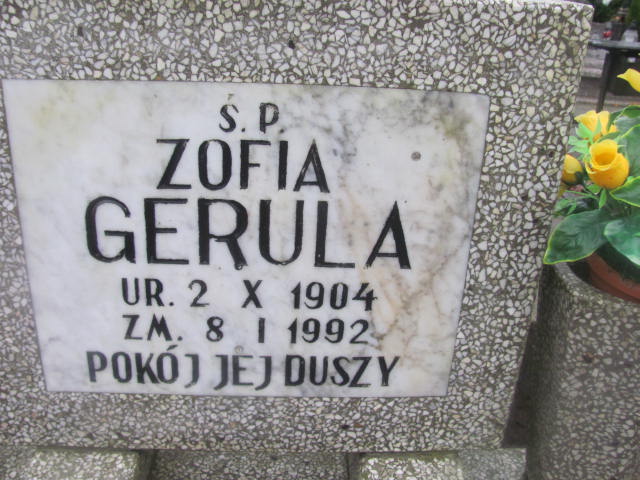 Ś.P.
ZOFIA
GERULA
UR. 2 X 1904
ZM. 8 I 1992
POKÓJ JEJ DUSZY